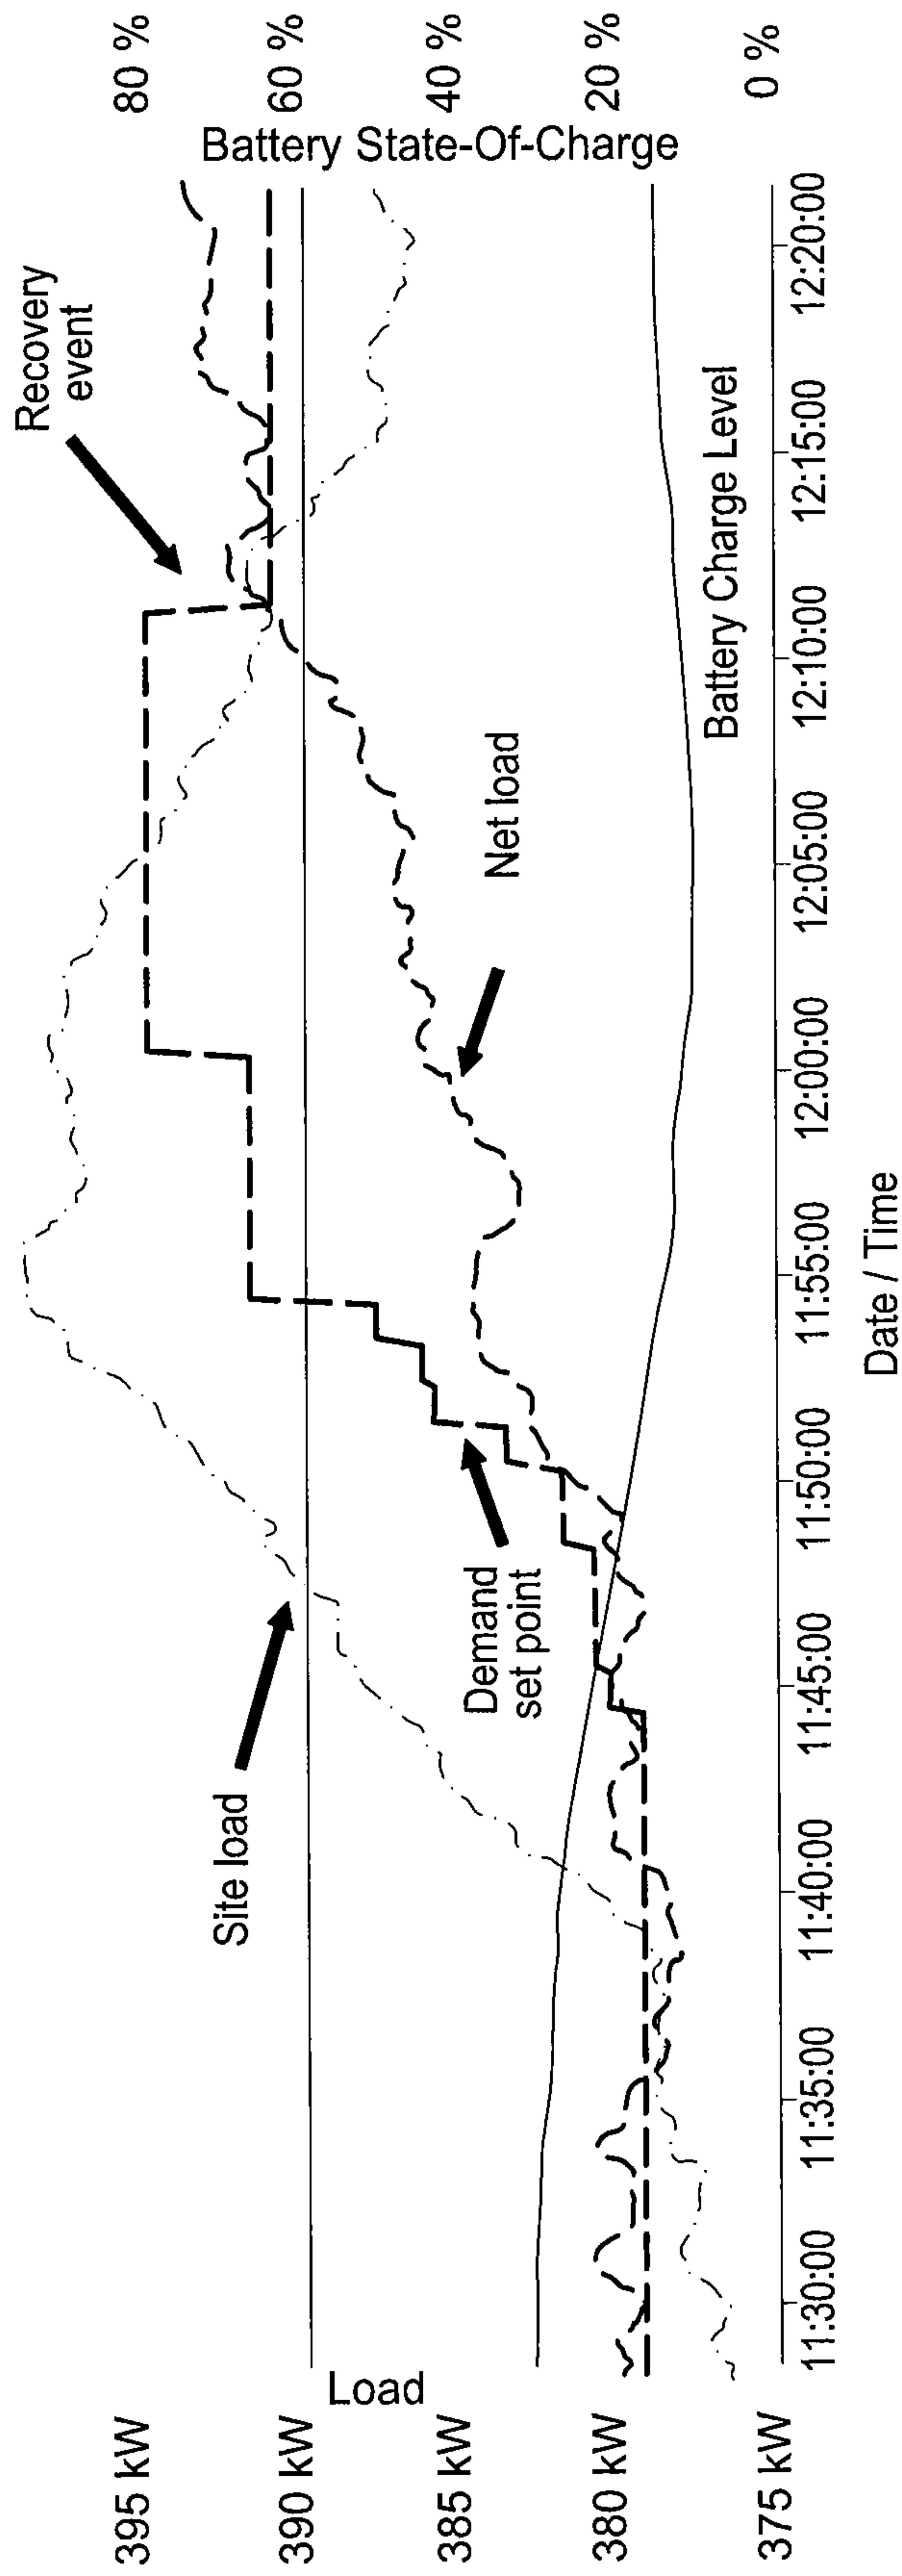 395 kW
390 kW
385 kW
380 kW
375 kW
Load
Site load
Demand
set point
Net load
Recovery
event
Battery Charge Level
80 %
60 %
40 %
20 %
0 %
Battery State-Of-Charge
11:30:00
11:35:00
11:40:00
11:45:00
11:50:00
11:55:00
12:00:00
12:05:00
12:10:00
12:15:00
12:20:00
Date / Time